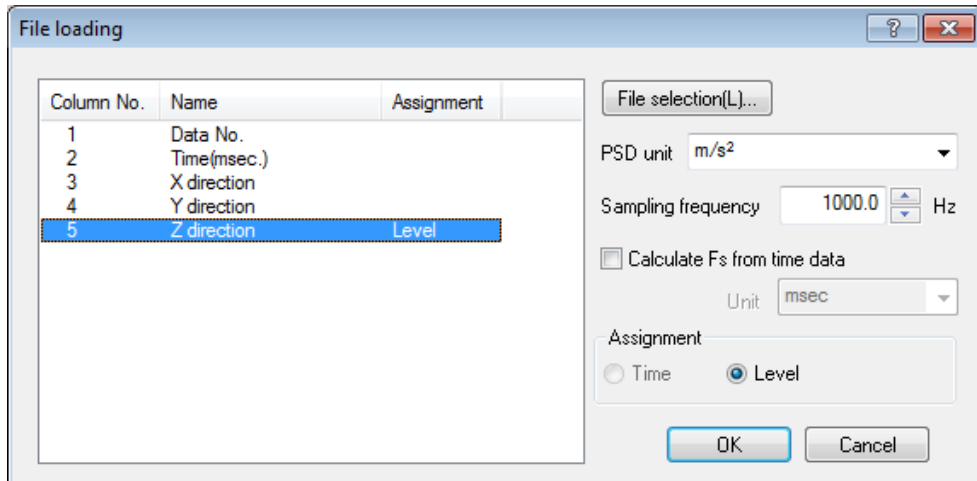 File loading
Column No. Name Assignment
1 Data No.
2 Time(msec.)
3 X direction
4 Y direction
5 Z direction Level
File selection(L)...
PSD unit m/s²
Sampling frequency 1000.0 Hz
Calculate Fs from time data
Unit msec
Assignment
Time Level
OK Cancel